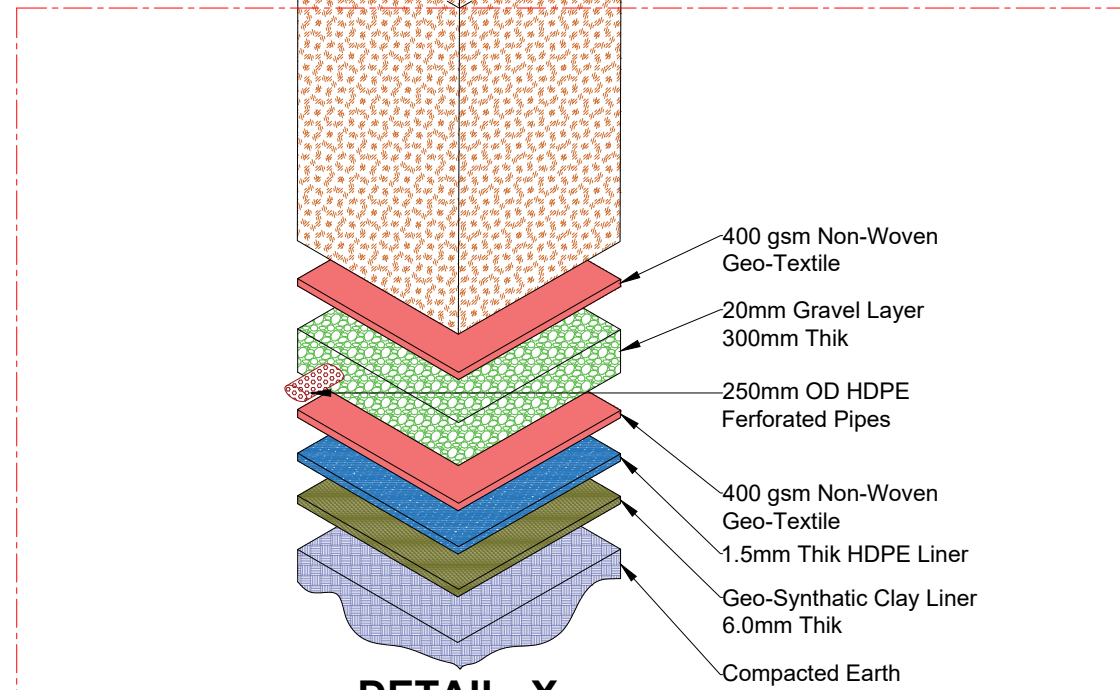 400 gsm Non-Woven
Geo-Textile
20mm Gravel Layer
300mm Thik
250mm OD HDPE
Ferforated Pipes
400 gsm Non-Woven
Geo-Textile
1.5mm Thik HDPE Liner
Geo-Synthatic Clay Liner
6.0mm Thik
Compacted Earth
DETAIL- X